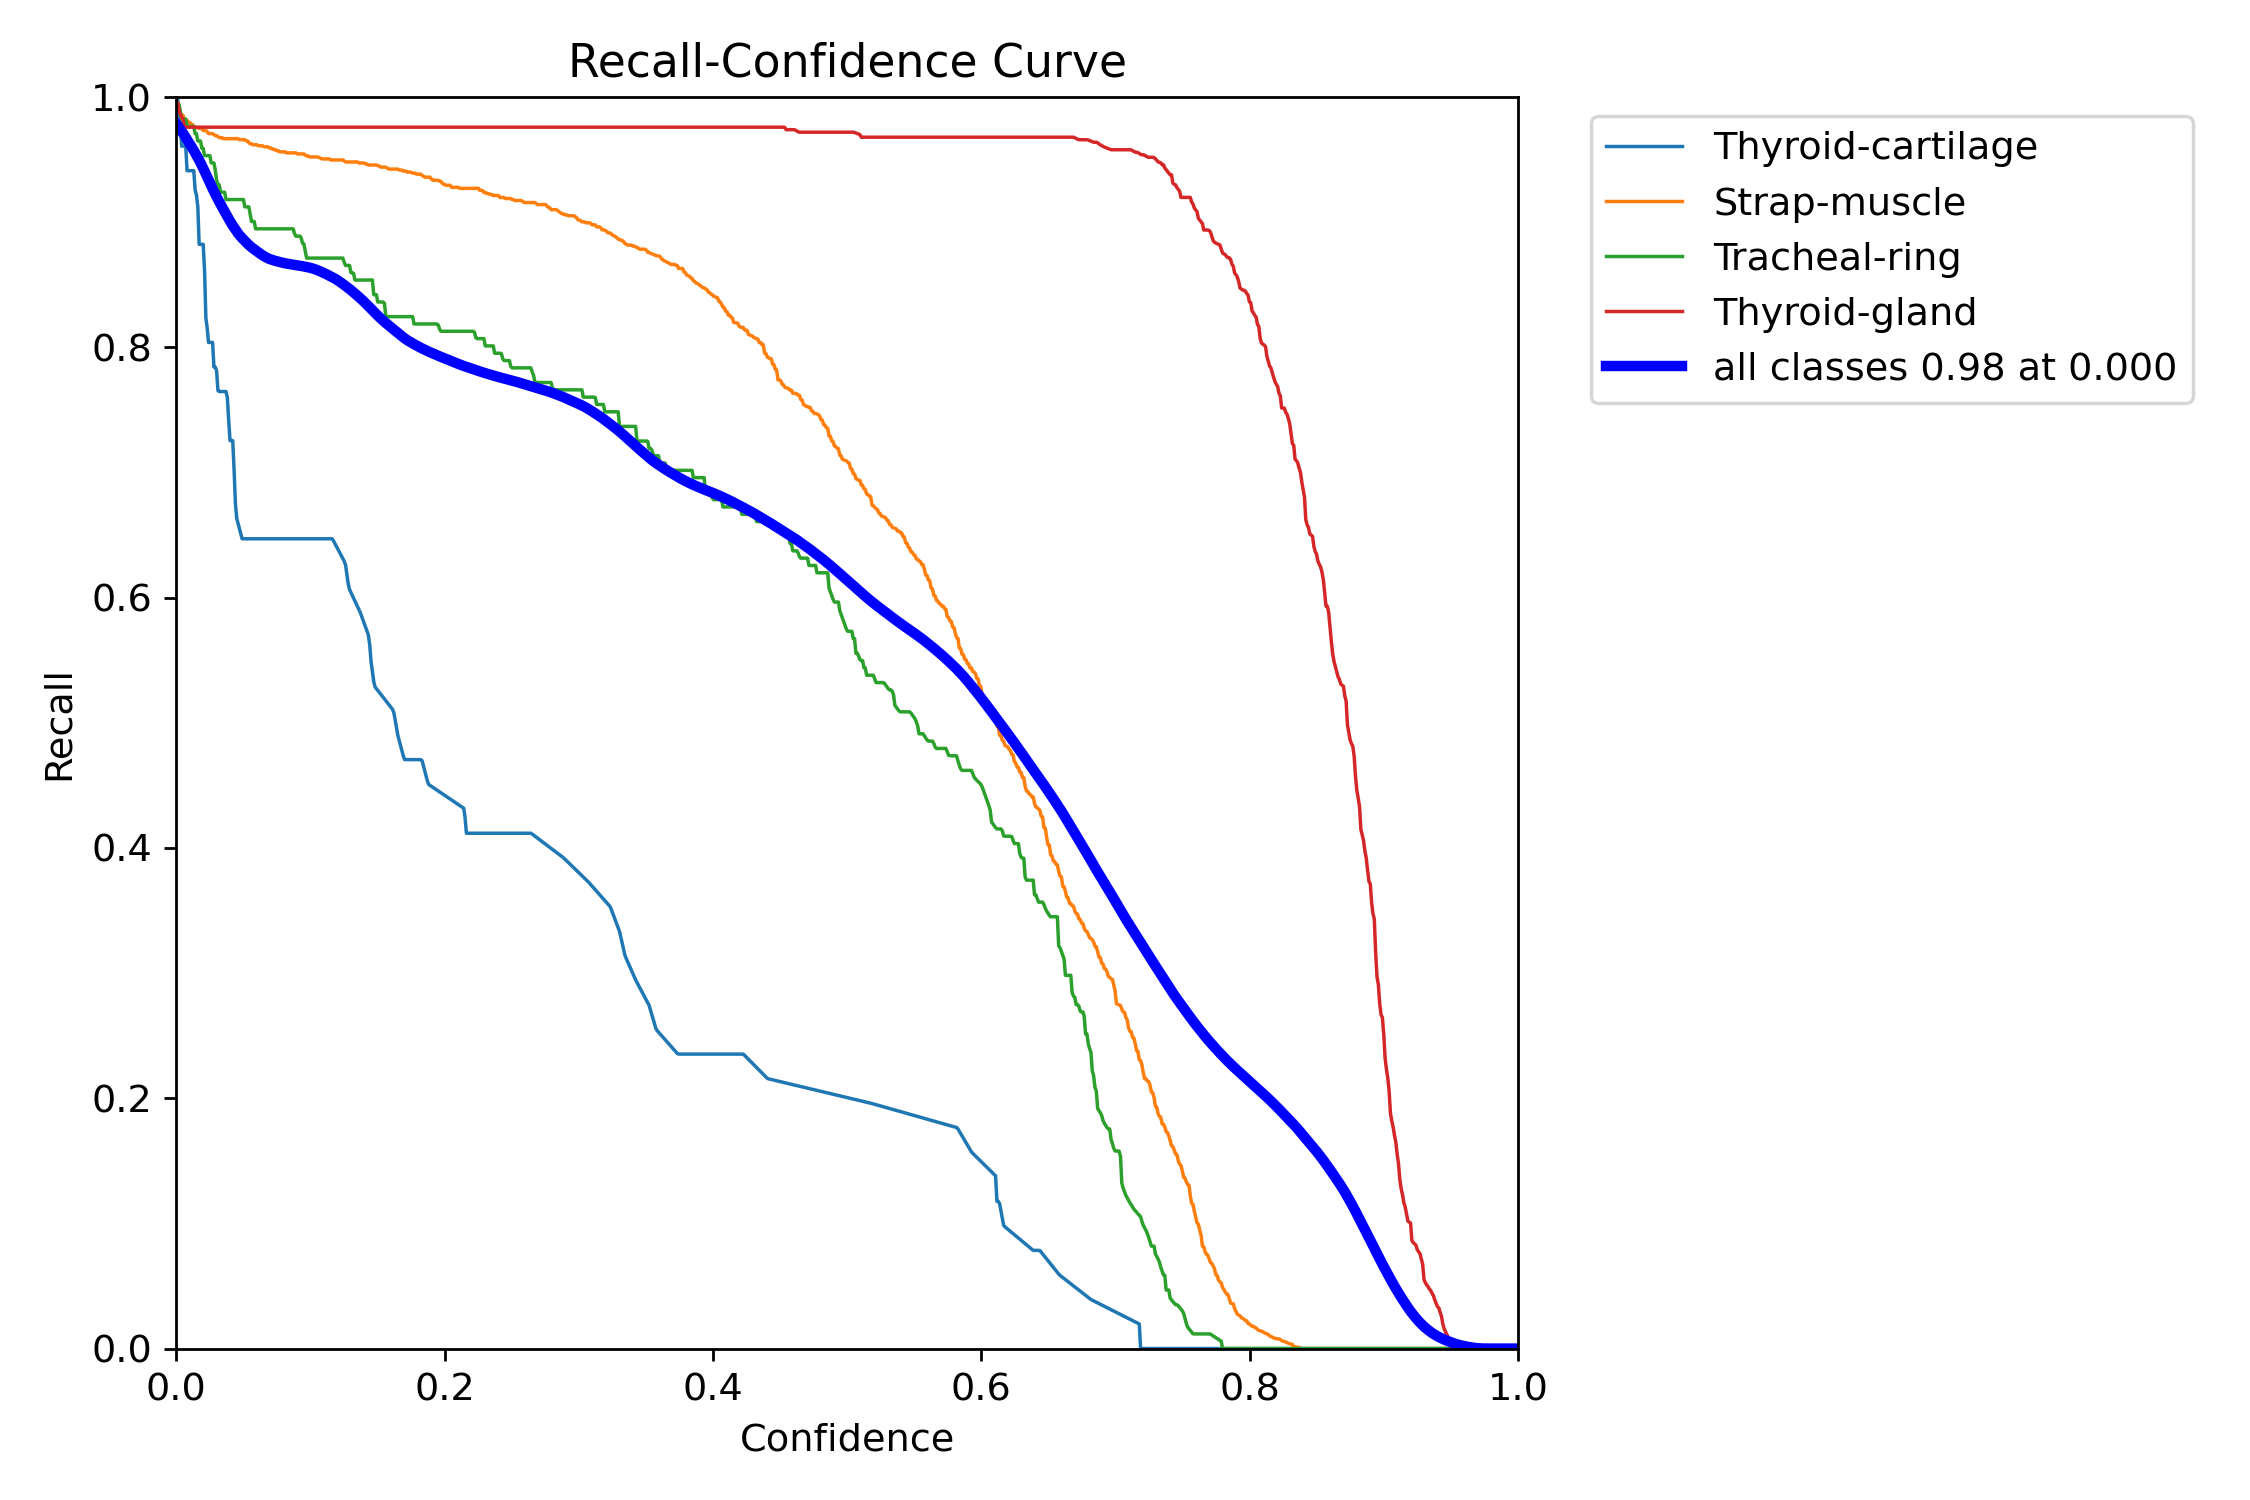 Recall-Confidence Curve
1.0
0.8
0.6
0.4
0.2
0.0
Recall
0.0 0.2 0.4 0.6 0.8 1.0
Confidence
Thyroid-cartilage
Strap-muscle
Tracheal-ring
Thyroid-gland
all classes 0.98 at 0.000